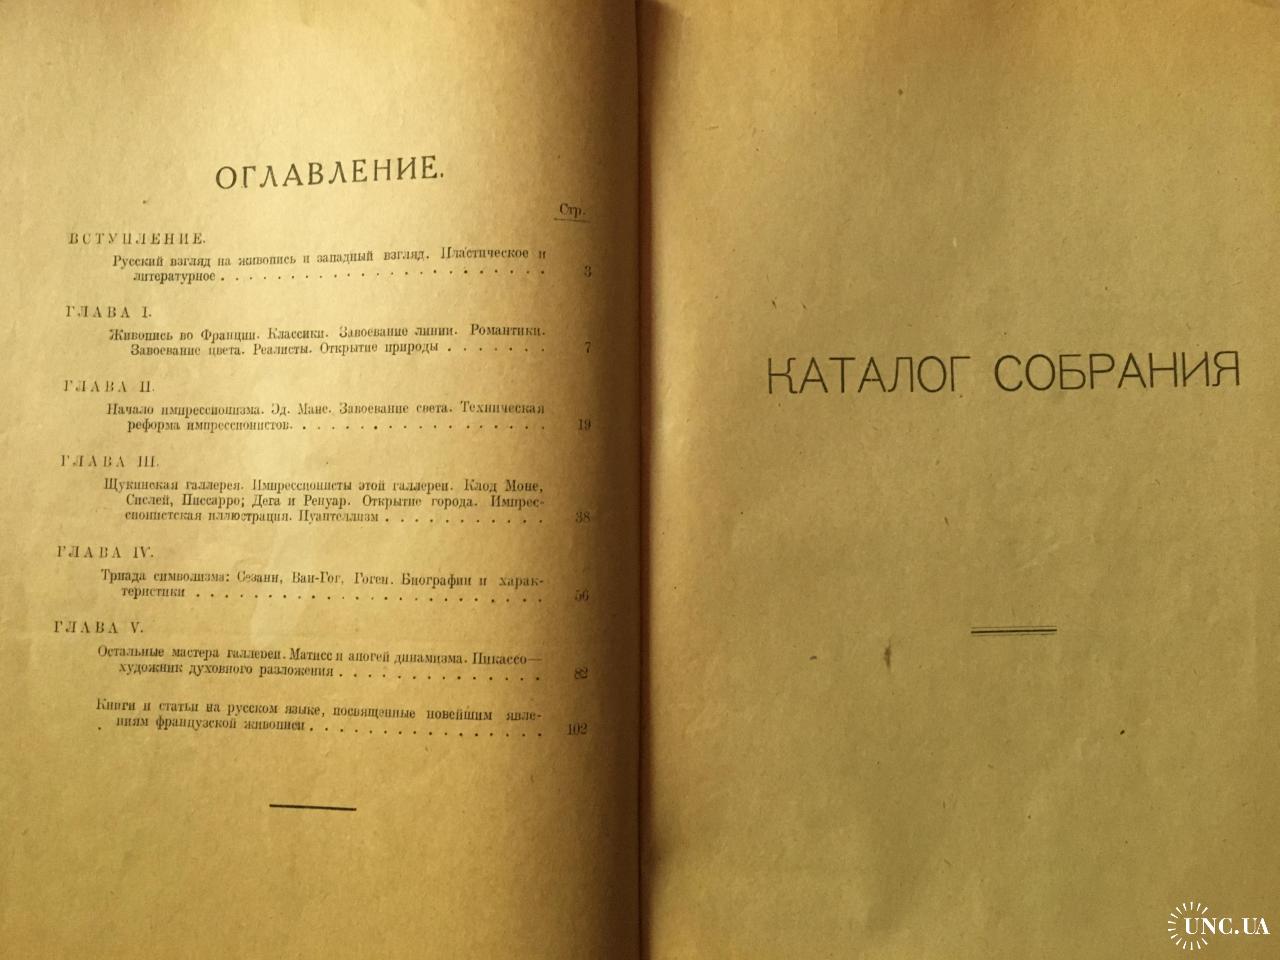 ОГЛАВЛЕНИЕ.
Стр.
ВСТУПЛЕНИЕ.
Русский взгляд на живопись и западный взгляд. Пластическое и
литературное . . . . . . . . . . . . . . . . . . . . 3
ГЛАВА I.
Живопись во Франции. Классики. Завоевание линии. Романтики.
Завоевание цвета. Реалисты. Открытие природы . . . . . . . 7
ГЛАВА II.
Начало импрессионизма. Эд. Мане. Завоевание света. Техническая
реформа импрессионистов. . . . . . . . . . . . . . . . 19
ГЛАВА III.
Щукинская галлерея. Импрессионисты этой галлереи. Клод Моне,
Сислей, Писсарро; Дега и Ренуар. Открытие города. Импрес-
сионистская иллюстрация. Пуантеллизм . . . . . . . . . . . 38
ГЛАВА IV.
Триада символизма: Сезанн, Ван-Гог, Гоген. Биографии и харак-
теристики . . . . . . . . . . . . . . . . . . . . . . 56
ГЛАВА V.
Остальные мастера галлереи. Матисс и апогей динамизма. Пикассо—
художник духовного разложения . . . . . . . . . . . . . . 82
Книги и статьи на русском языке, посвященные новейшим явле-
ниям французской живописи . . . . . . . . . . . . . . . . 102
КАТАЛОГ СОБРАНИЯ
UNC.UA